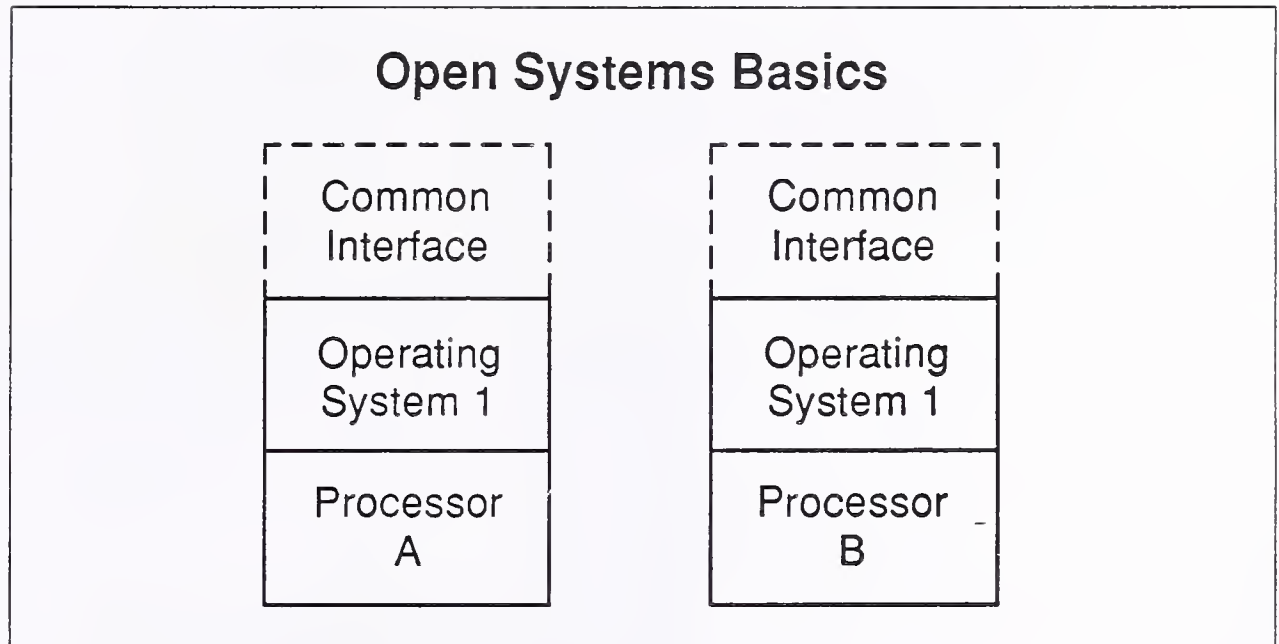 Open Systems Basics
Common
Interface
Operating
System 1
Processor
A
Common
Interface
Operating
System 1
Processor
B